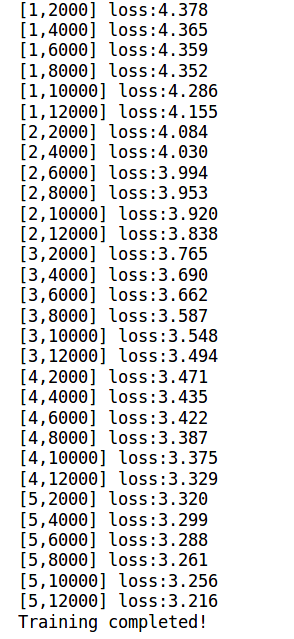 [1,2000] loss:4.378
[1,4000] loss:4.365
[1,6000] loss:4.359
[1,8000] loss:4.352
[1,10000] loss:4.286
[1,12000] loss:4.155
[2,2000] loss:4.084
[2,4000] loss:4.030
[2,6000] loss:3.994
[2,8000] loss:3.953
[2,10000] loss:3.920
[2,12000] loss:3.838
[3,2000] loss:3.765
[3,4000] loss:3.690
[3,6000] loss:3.662
[3,8000] loss:3.587
[3,10000] loss:3.548
[3,12000] loss:3.494
[4,2000] loss:3.471
[4,4000] loss:3.435
[4,6000] loss:3.422
[4,8000] loss:3.387
[4,10000] loss:3.375
[4,12000] loss:3.329
[5,2000] loss:3.320
[5,4000] loss:3.299
[5,6000] loss:3.288
[5,8000] loss:3.261
[5,10000] loss:3.256
[5,12000] loss:3.216
Training completed!